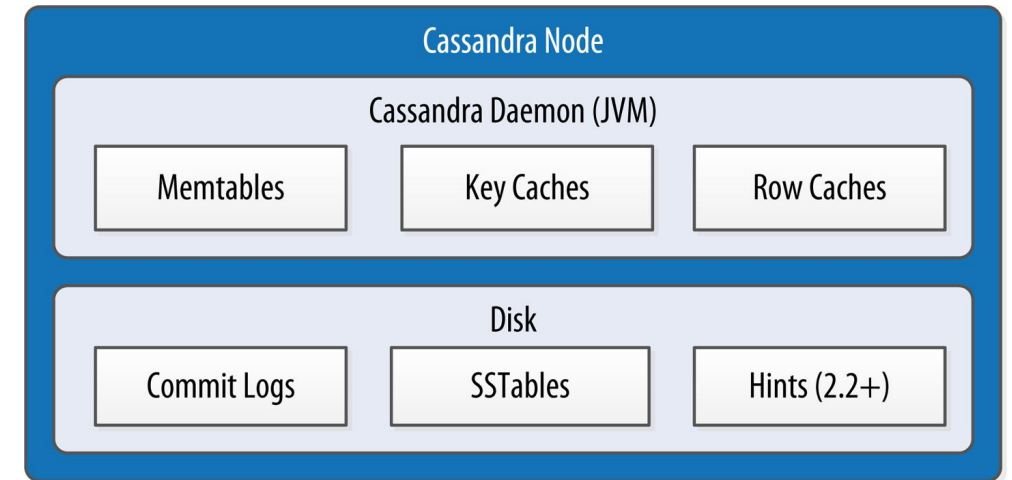 Cassandra Node
Cassandra Daemon (JVM)
Memtables
Key Caches
Row Caches
Disk
Commit Logs
SSTables
Hints (2.2+)